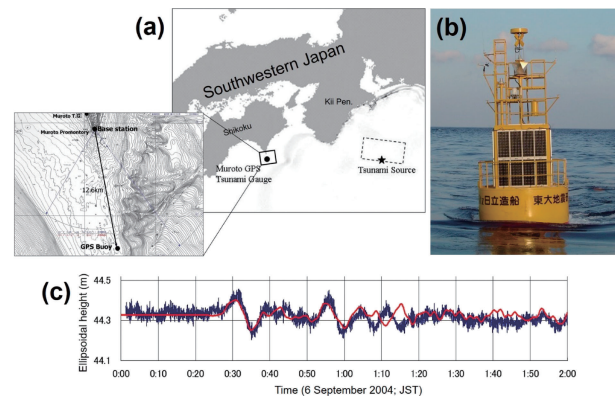 (a)
Southwestern Japan
Kii Pen.
Shikoku
Muroto GPS
Tsunami Gauge
Tsunami Source
Muroto T.G.
Base station
Muroto Promontory
12.6km
GPS Buoy
(b)
日立造船 東大地震研
(c)
Ellipsoidal height (m)
44.5
44.3
44.1
0:00 0:10 0:20 0:30 0:40 0:50 1:00 1:10 1:20 1:30 1:40 1:50 2:00
Time (6 September 2004; JST)